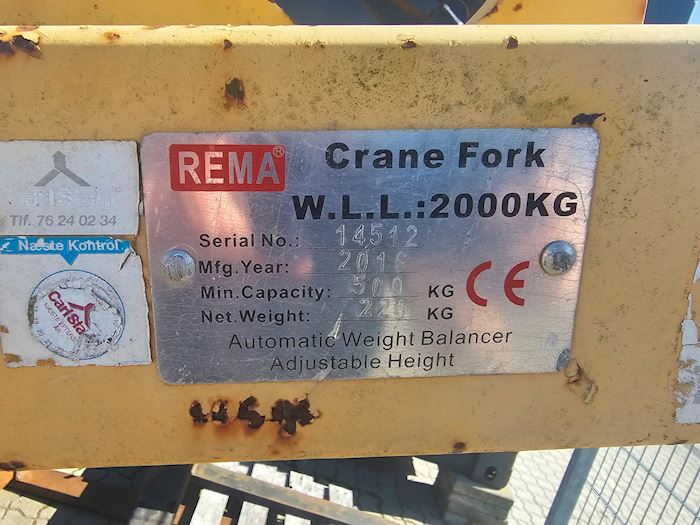 REMA®
Crane Fork
W.L.L.:2000KG
Serial No.: 14512
Mfg.Year: 2016
Min.Capacity: 500 KG
Net.Weight: 220 KG
CE
Automatic Weight Balancer
Adjustable Height
CarlStahl
Tlf. 76 24 02 34
Næste Kontrol